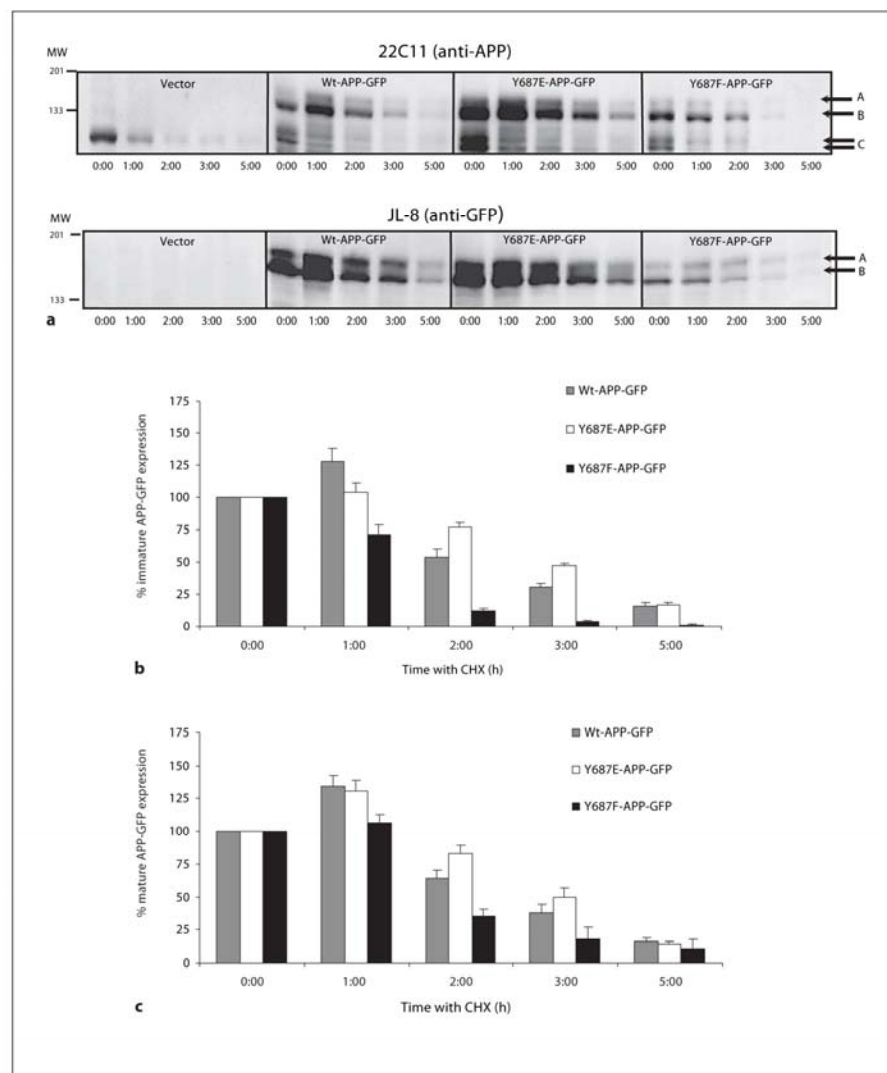 22C11 (anti-APP)
MW
201
133
Vector
Wt-APP-GFP
Y687E-APP-GFP
Y687F-APP-GFP
A
B
C
0:00 1:00 2:00 3:00 5:00 0:00 1:00 2:00 3:00 5:00 0:00 1:00 2:00 3:00 5:00 0:00 1:00 2:00 3:00 5:00
JL-8 (anti-GFP)
MW
201
133
Vector
Wt-APP-GFP
Y687E-APP-GFP
Y687F-APP-GFP
A
B
a
0:00 1:00 2:00 3:00 5:00 0:00 1:00 2:00 3:00 5:00 0:00 1:00 2:00 3:00 5:00 0:00 1:00 2:00 3:00 5:00
% immature APP-GFP expression
175
150
125
100
75
50
25
0
Wt-APP-GFP
Y687E-APP-GFP
Y687F-APP-GFP
0:00 1:00 2:00 3:00 5:00
b
Time with CHX (h)
% mature APP-GFP expression
175
150
125
100
75
50
25
0
Wt-APP-GFP
Y687E-APP-GFP
Y687F-APP-GFP
0:00 1:00 2:00 3:00 5:00
c
Time with CHX (h)